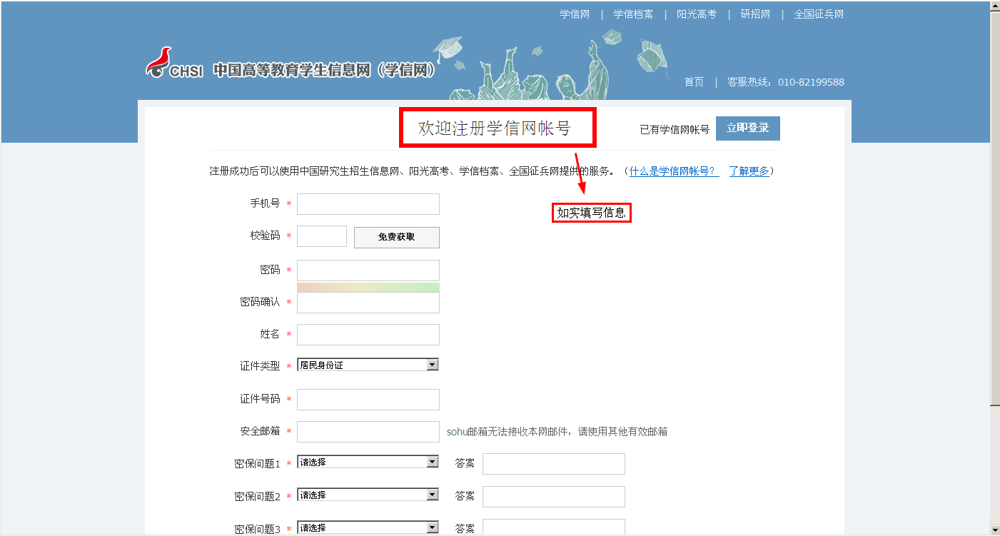 学信网 | 学信档案 | 阳光高考 | 研招网 | 全国征兵网
CHSI 中国高等教育学生信息网（学信网）
首页 | 客服热线：010-82199588
欢迎注册学信网帐号
已有学信网帐号 立即登录
注册成功后可以使用中国研究生招生信息网、阳光高考、学信档案、全国征兵网提供的服务。（什么是学信网帐号？ 了解更多）
手机号 *
如实填写信息
校验码 * 免费获取
密码 *
密码确认 *
姓名 *
证件类型 * 居民身份证
证件号码 *
安全邮箱 * sohu邮箱无法接收本网邮件，请使用其他有效邮箱
密保问题1 * 请选择 答案
密保问题2 * 请选择 答案
密保问题3 * 请选择 答案